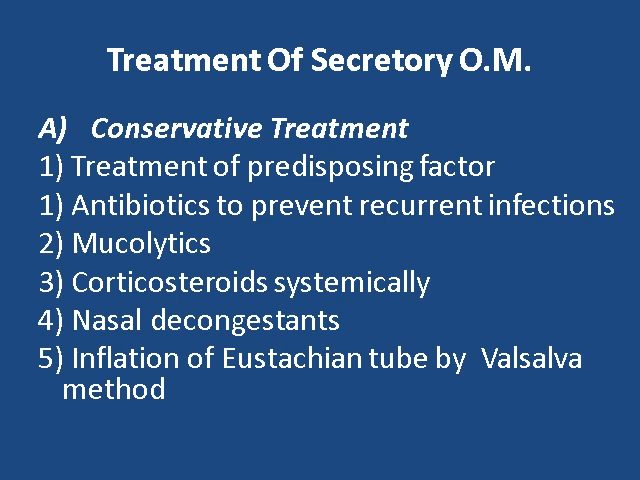 Treatment Of Secretory O.M.
A) Conservative Treatment
1) Treatment of predisposing factor
1) Antibiotics to prevent recurrent infections
2) Mucolytics
3) Corticosteroids systemically
4) Nasal decongestants
5) Inflation of Eustachian tube by Valsalva
method